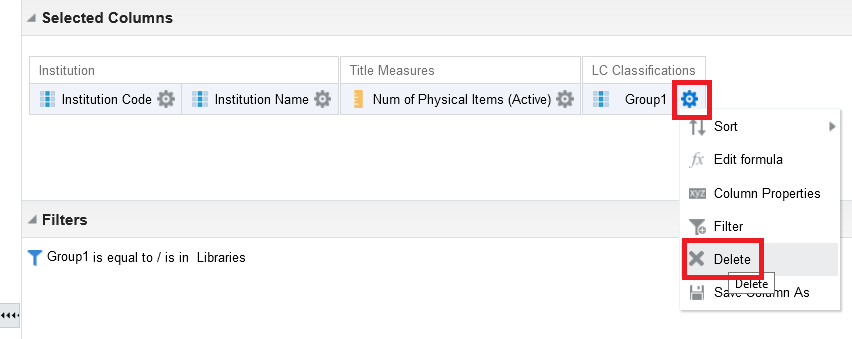 Selected Columns
Institution Title Measures LC Classifications
Institution Code Institution Name Num of Physical Items (Active) Group1
Sort
fx Edit formula
xyz Column Properties
Filters
Filter
Group1 is equal to / is in Libraries
Delete
Delete
Save Column As